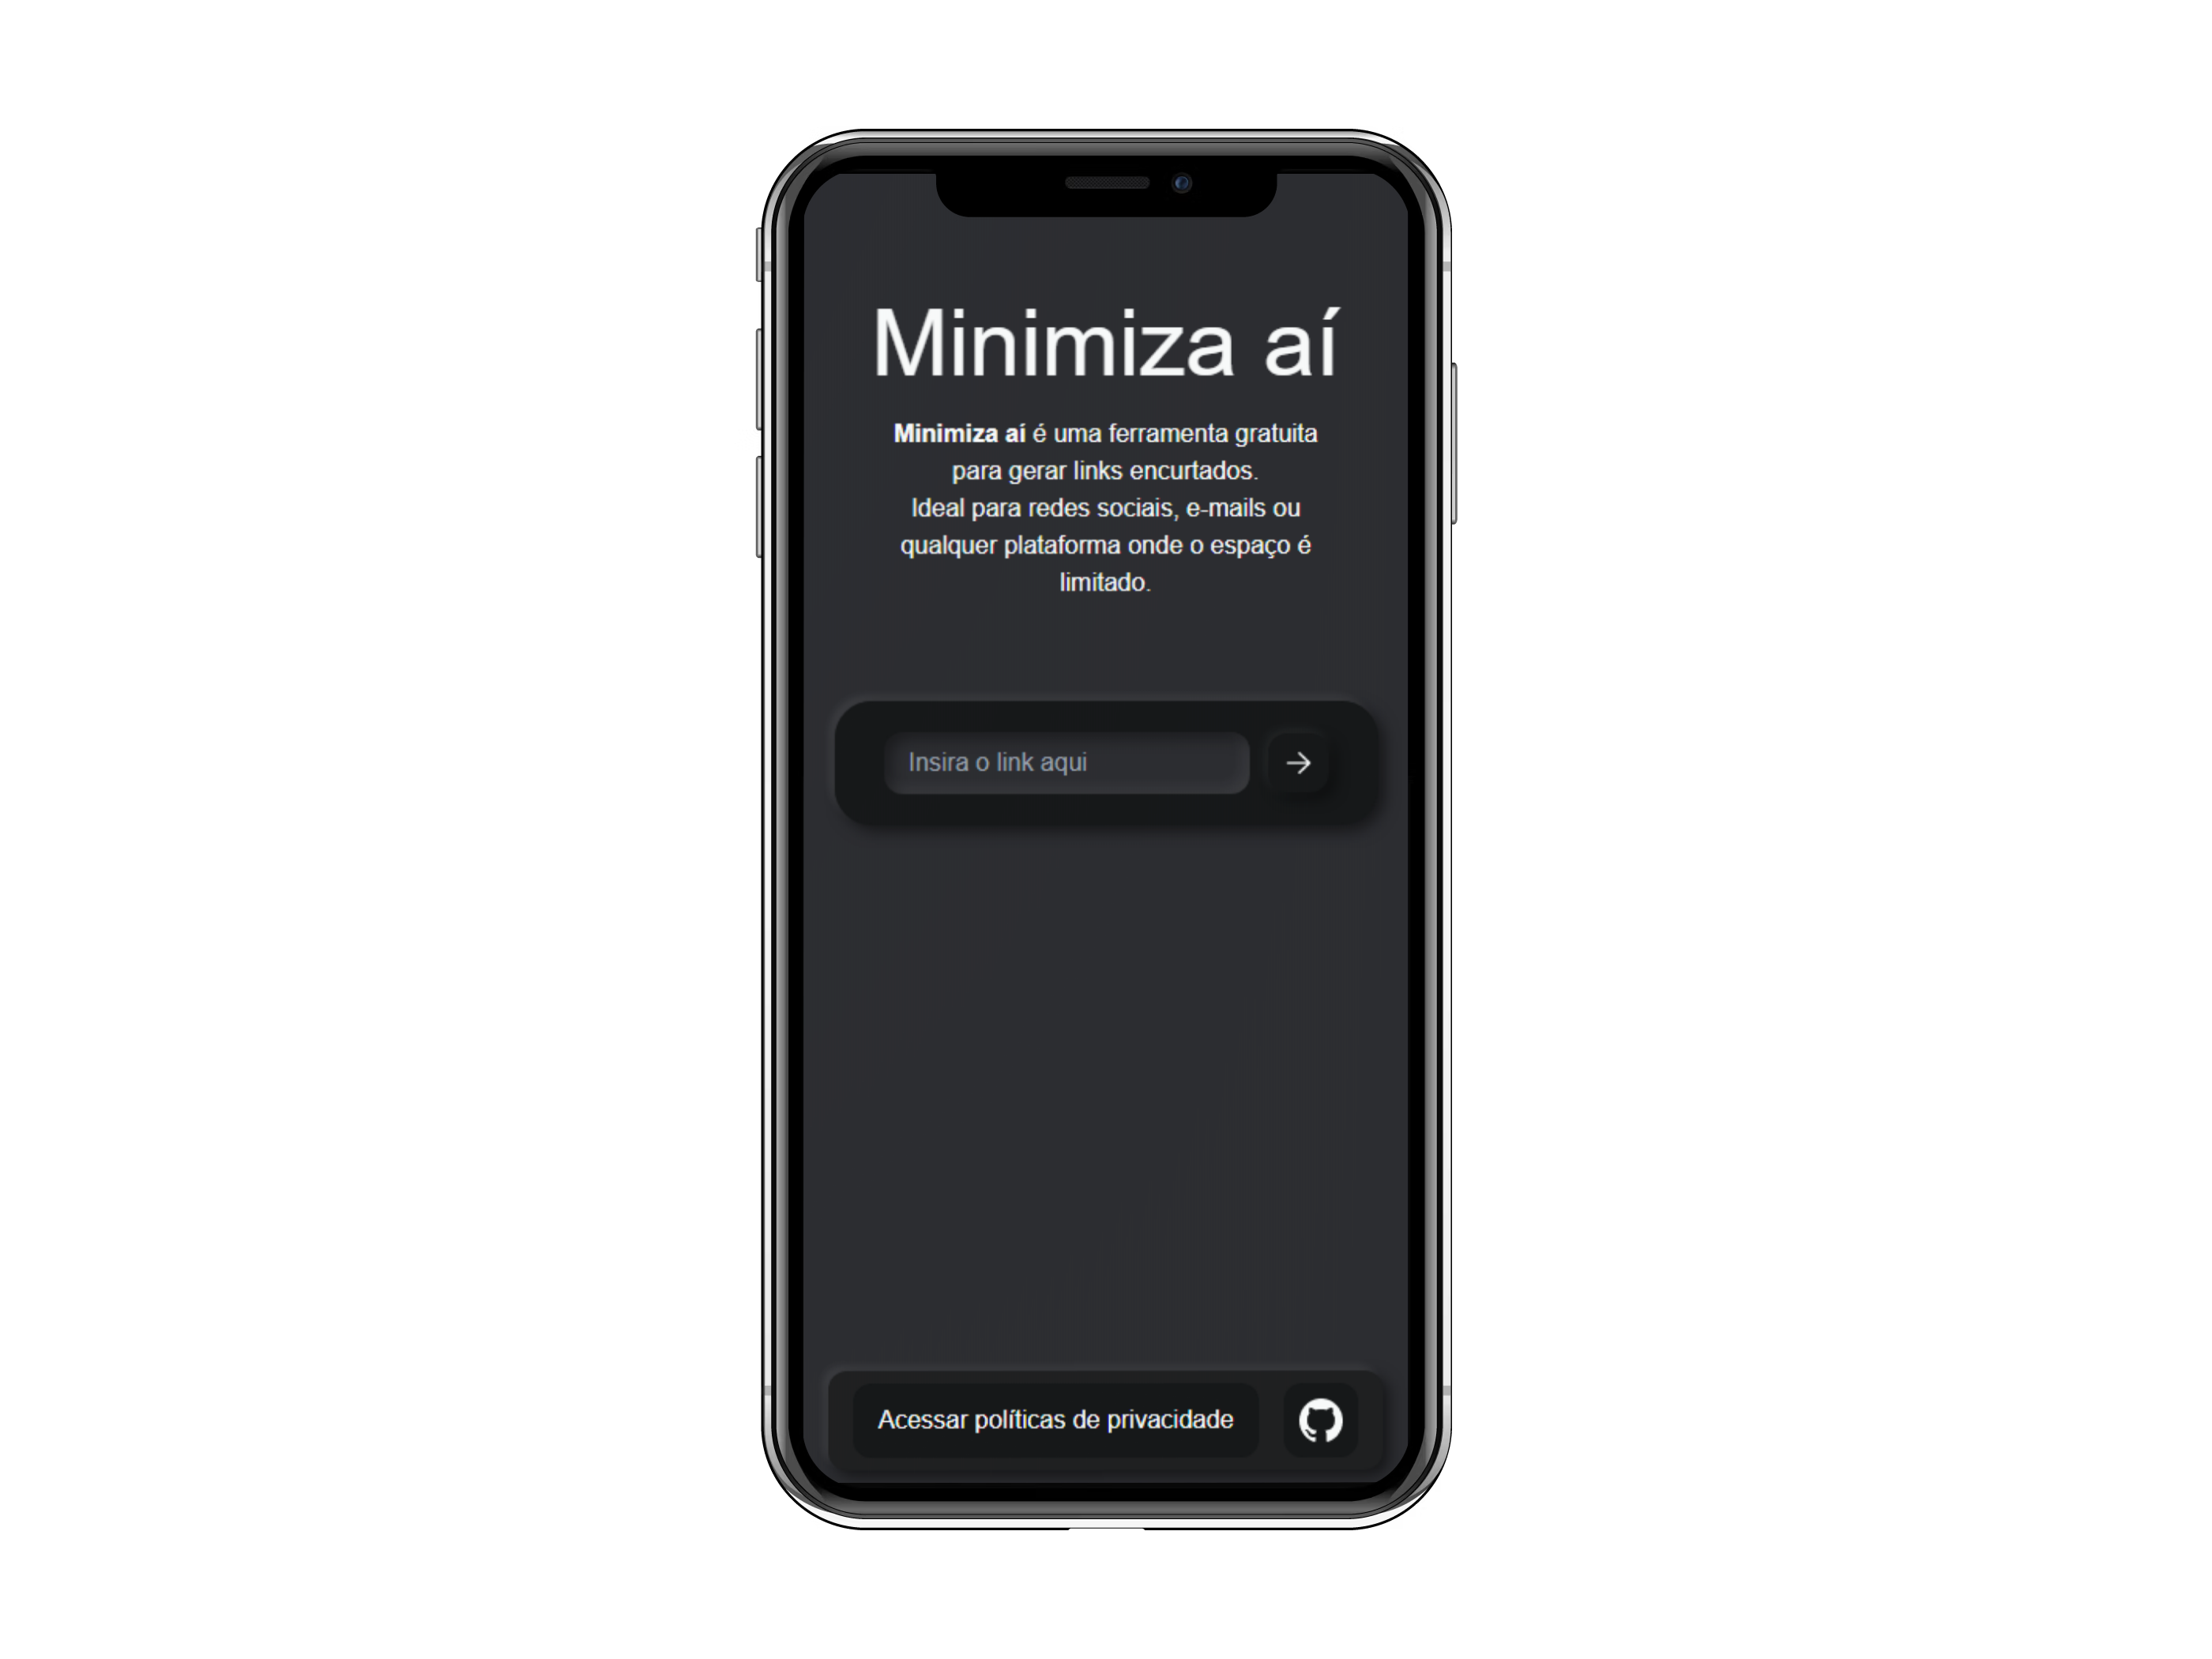 Minimiza aí
Minimiza aí é uma ferramenta gratuita
para gerar links encurtados.
Ideal para redes sociais, e-mails ou
qualquer plataforma onde o espaço é
limitado.
Insira o link aqui
Acessar políticas de privacidade